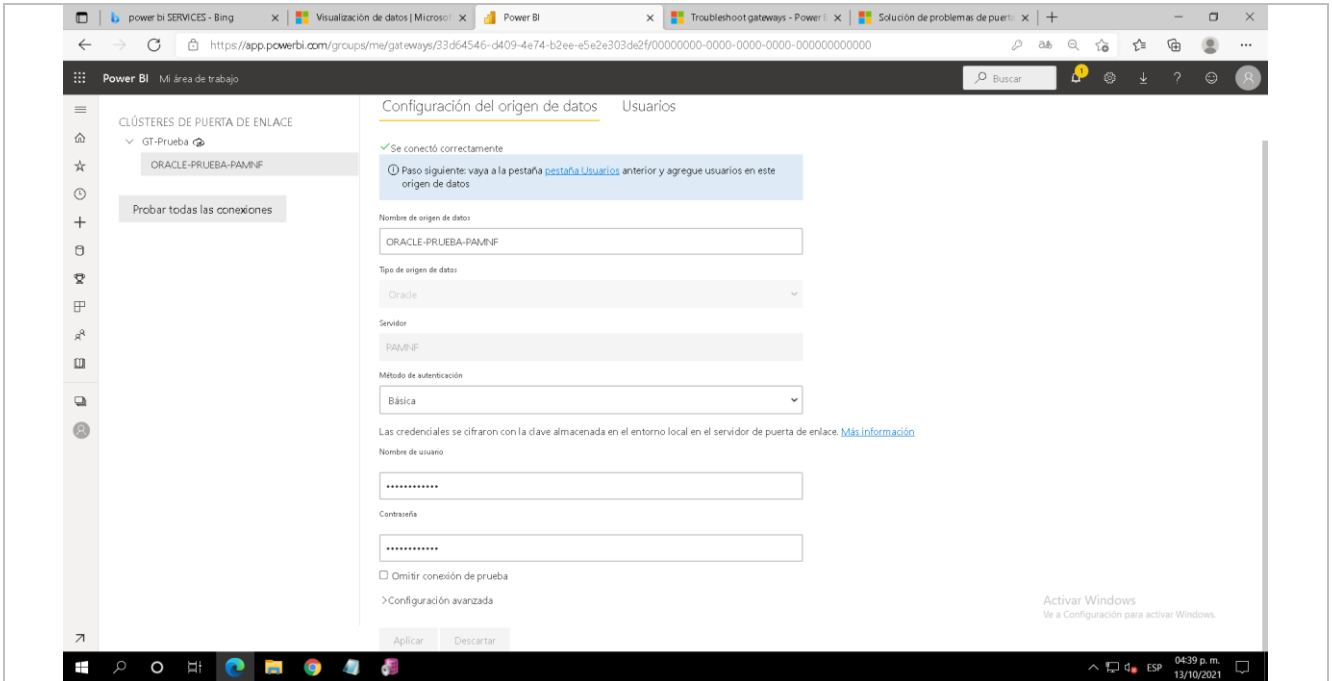 power bi SERVICES - Bing
Visualización de datos | Microsof
Power BI
Troubleshoot gateways - Power B
Solución de problemas de puerta
https://app.powerbi.com/groups/me/gateways/33d64546-d409-4e74-b2ee-e5e2e303de2f/00000000-0000-0000-0000-000000000000
Power BI Mi área de trabajo
Buscar
1
Configuración del origen de datos Usuarios
CLÚSTERES DE PUERTA DE ENLACE
GT-Prueba
ORACLE-PRUEBA-PAMNF
Probar todas las conexiones
Se conectó correctamente
Paso siguiente: vaya a la pestaña pestaña Usuarios anterior y agregue usuarios en este
origen de datos
Nombre de origen de datos
ORACLE-PRUEBA-PAMNF
Tipo de origen de datos
Oracle
Servidor
PAMNF
Método de autenticación
Básica
Las credenciales se cifraron con la clave almacenada en el entorno local en el servidor de puerta de enlace. Más información
Nombre de usuario
••••••••••••
Contraseña
••••••••••••
Omitir conexión de prueba
>Configuración avanzada
Aplicar Descartar
Activar Windows
Ve a Configuración para activar Windows.
ESP
04:39 p. m.
13/10/2021